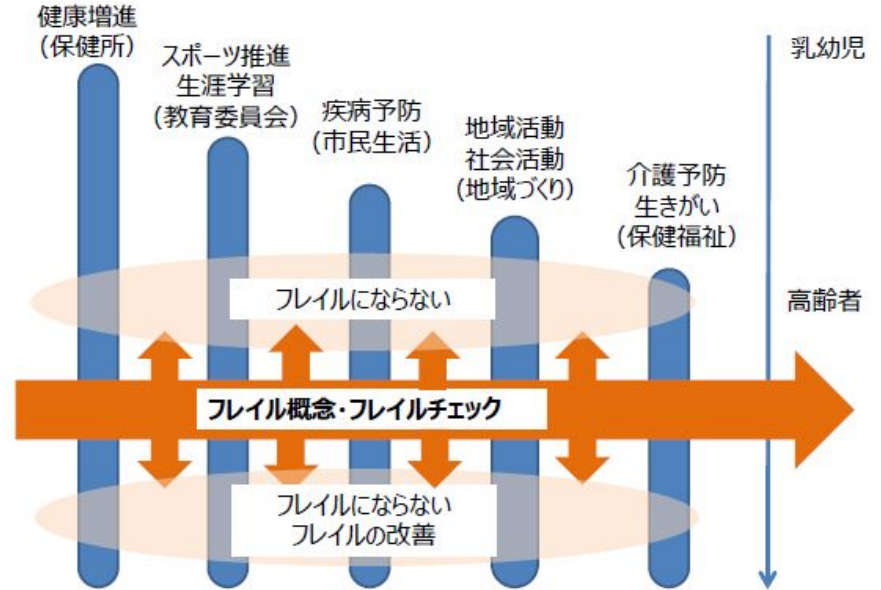 健康増進
(保健所)
スポーツ推進
生涯学習
(教育委員会)
疾病予防
(市民生活)
地域活動
社会活動
(地域づくり)
介護予防
生きがい
(保健福祉)
乳幼児
高齢者
フレイルにならない
フレイル概念・フレイルチェック
フレイルにならない
フレイルの改善